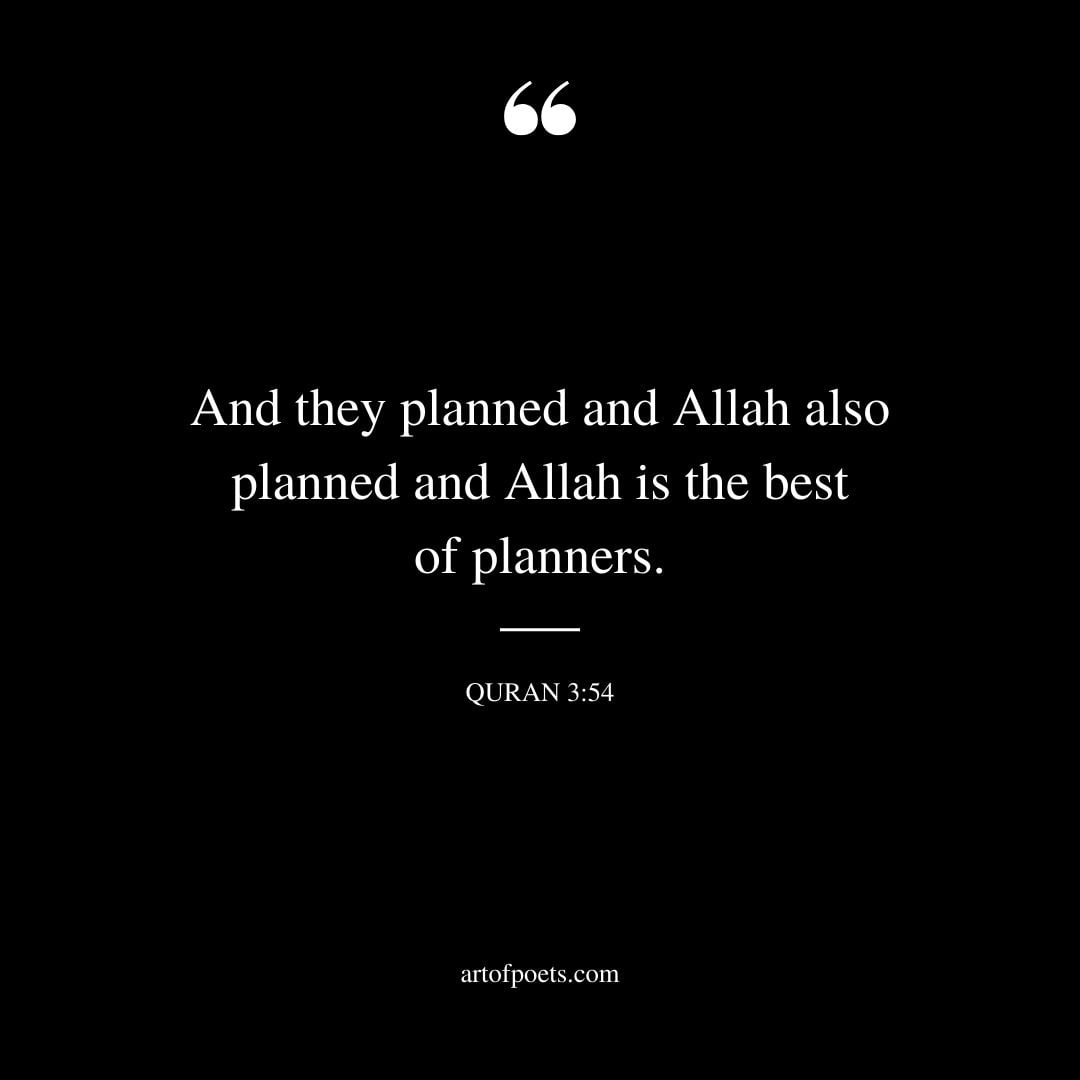 “
And they planned and Allah also
planned and Allah is the best
of planners.
QURAN 3:54
artofpoets.com